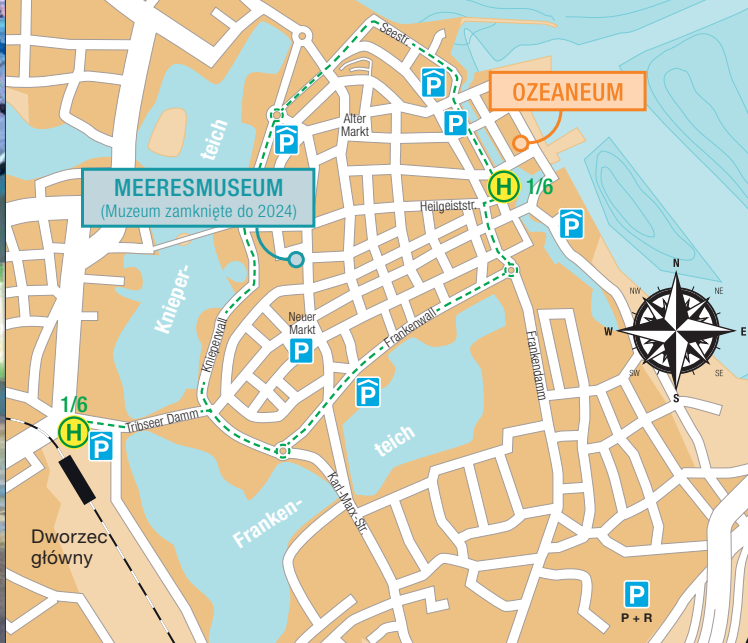 Seestr.
P
OZEANEUM
P
Alter
Markt
P
teich
MEERESMUSEUM
(Muzeum zamknięte do 2024)
H 1/6
Heilgeiststr.
P
N
NW
NE
W
E
SW
SE
S
Knieper-
Neuer
Markt
P
Knieperwall
Frankenwall
Frankendamm
P
1/6
H
P
Tribseer Damm
teich
Franken-
Karl-Marx-Str.
Dworzec
główny
P
P + R